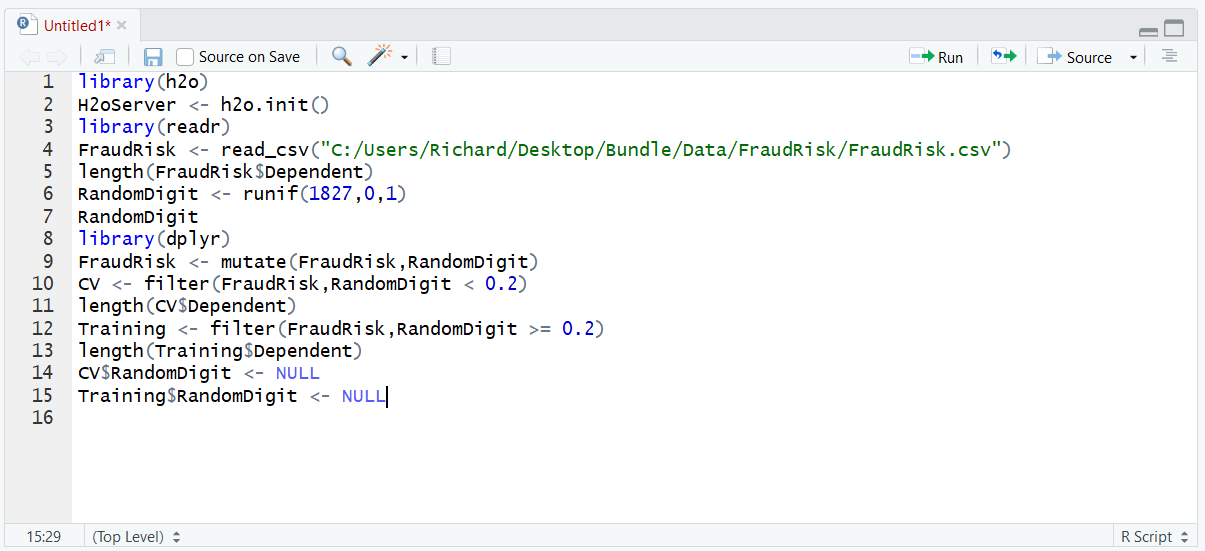 Untitled1*
Source on Save Run Source
1 library(h2o)
2 H2oServer <- h2o.init()
3 library(readr)
4 FraudRisk <- read_csv("C:/Users/Richard/Desktop/Bundle/Data/FraudRisk/FraudRisk.csv")
5 length(FraudRisk$Dependent)
6 RandomDigit <- runif(1827,0,1)
7 RandomDigit
8 library(dplyr)
9 FraudRisk <- mutate(FraudRisk,RandomDigit)
10 CV <- filter(FraudRisk,RandomDigit < 0.2)
11 length(CV$Dependent)
12 Training <- filter(FraudRisk,RandomDigit >= 0.2)
13 length(Training$Dependent)
14 CV$RandomDigit <- NULL
15 Training$RandomDigit <- NULL
16
15:29 (Top Level) R Script